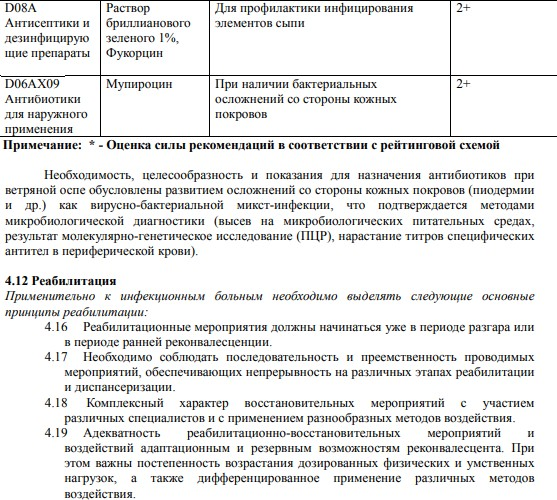 D08A Раствор Для профилактики инфицирования 2+
Антисептики и бриллианового элементов сыпи
дезинфицирую зеленого 1%,
щие препараты Фукорцин
D06AX09 Мупироцин При наличии бактериальных 2+
Антибиотики осложнений со стороны кожных
для наружного покровов
применения
Примечание: * - Оценка силы рекомендаций в соответствии с рейтинговой схемой
Необходимость, целесообразность и показания для назначения антибиотиков при
ветряной оспе обусловлены развитием осложнений со стороны кожных покровов (пиодермии
и др.) как вирусно-бактериальной микст-инфекции, что подтверждается методами
микробиологической диагностики (высев на микробиологических питательных средах,
результат молекулярно-генетическое исследование (ПЦР), нарастание титров специфических
антител в периферической крови).
4.12 Реабилитация
Применительно к инфекционным больным необходимо выделять следующие основные
принципы реабилитации:
4.16 Реабилитационные мероприятия должны начинаться уже в периоде разгара или
в периоде ранней реконвалесценции.
4.17 Необходимо соблюдать последовательность и преемственность проводимых
мероприятий, обеспечивающих непрерывность на различных этапах реабилитации
и диспансеризации.
4.18 Комплексный характер восстановительных мероприятий с участием
различных специалистов и с применением разнообразных методов воздействия.
4.19 Адекватность реабилитационно-восстановительных мероприятий и
воздействий адаптационным и резервным возможностям реконвалесцента. При
этом важны постепенность возрастания дозированных физических и умственных
нагрузок, а также дифференцированное применение различных методов
воздействия.